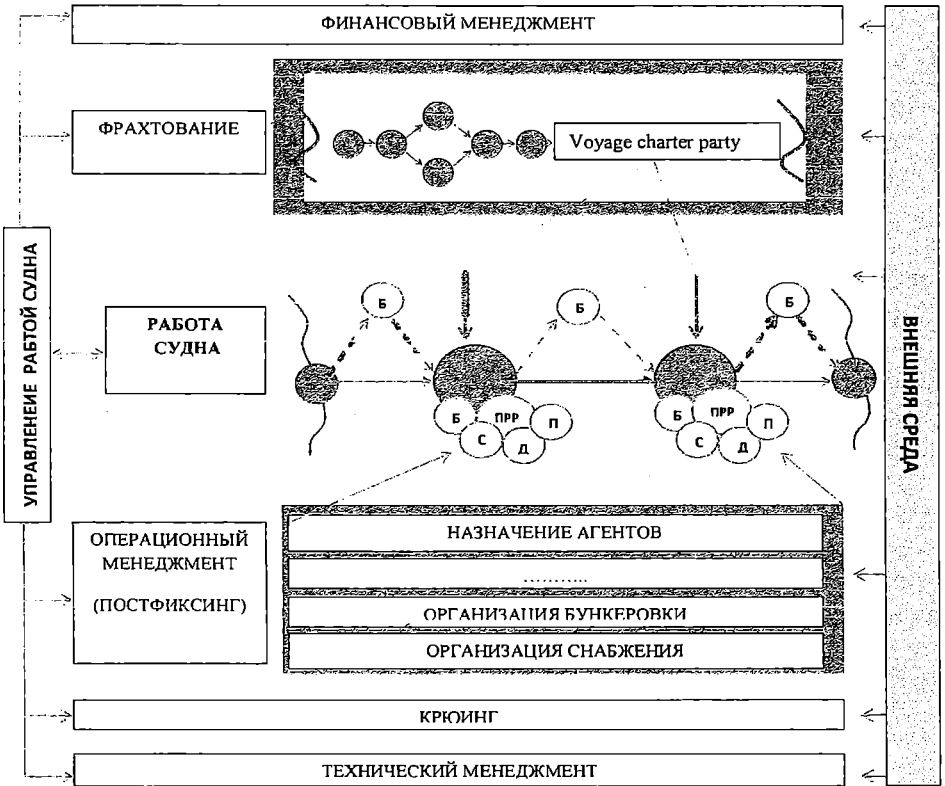 ФИНАНСОВЫЙ МЕНЕДЖМЕНТ
ФРАХТОВАНИЕ
Voyage charter party
УПРАВЛЕНИЕ РАБТОЙ СУДНА
РАБОТА
СУДНА
Б
Б
Б
Б
ПРР
П
С
Д
Б
ПРР
П
С
Д
ВНЕШНЯЯ СРЕДА
ОПЕРАЦИОННЫЙ
МЕНЕДЖМЕНТ
(ПОСТФИКСИНГ)
НАЗНАЧЕНИЕ АГЕНТОВ
...........
ОРГАНИЗАЦИЯ БУНКЕРОВКИ
ОРГАНИЗАЦИЯ СНАБЖЕНИЯ
КРЮИНГ
ТЕХНИЧЕСКИЙ МЕНЕДЖМЕНТ